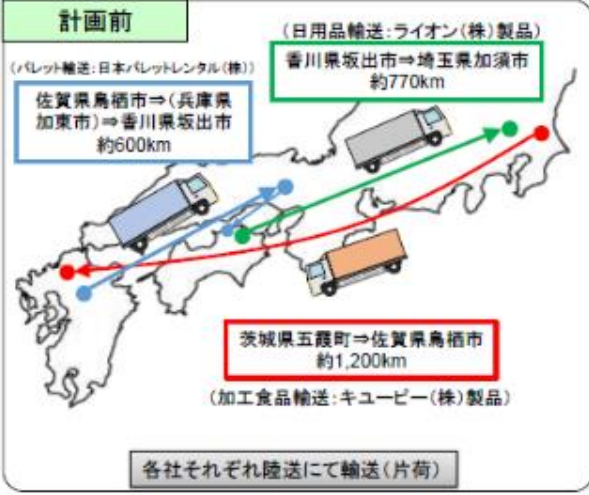 計画前
(日用品輸送:ライオン(株)製品)
香川県坂出市⇒埼玉県加須市
約770km
(パレット輸送:日本パレットレンタル(株))
佐賀県鳥栖市⇒(兵庫県
加東市)⇒香川県坂出市
約600km
茨城県五霞町⇒佐賀県鳥栖市
約1,200km
(加工食品輸送:キユーピー(株)製品)
各社それぞれ陸送にて輸送(片荷)